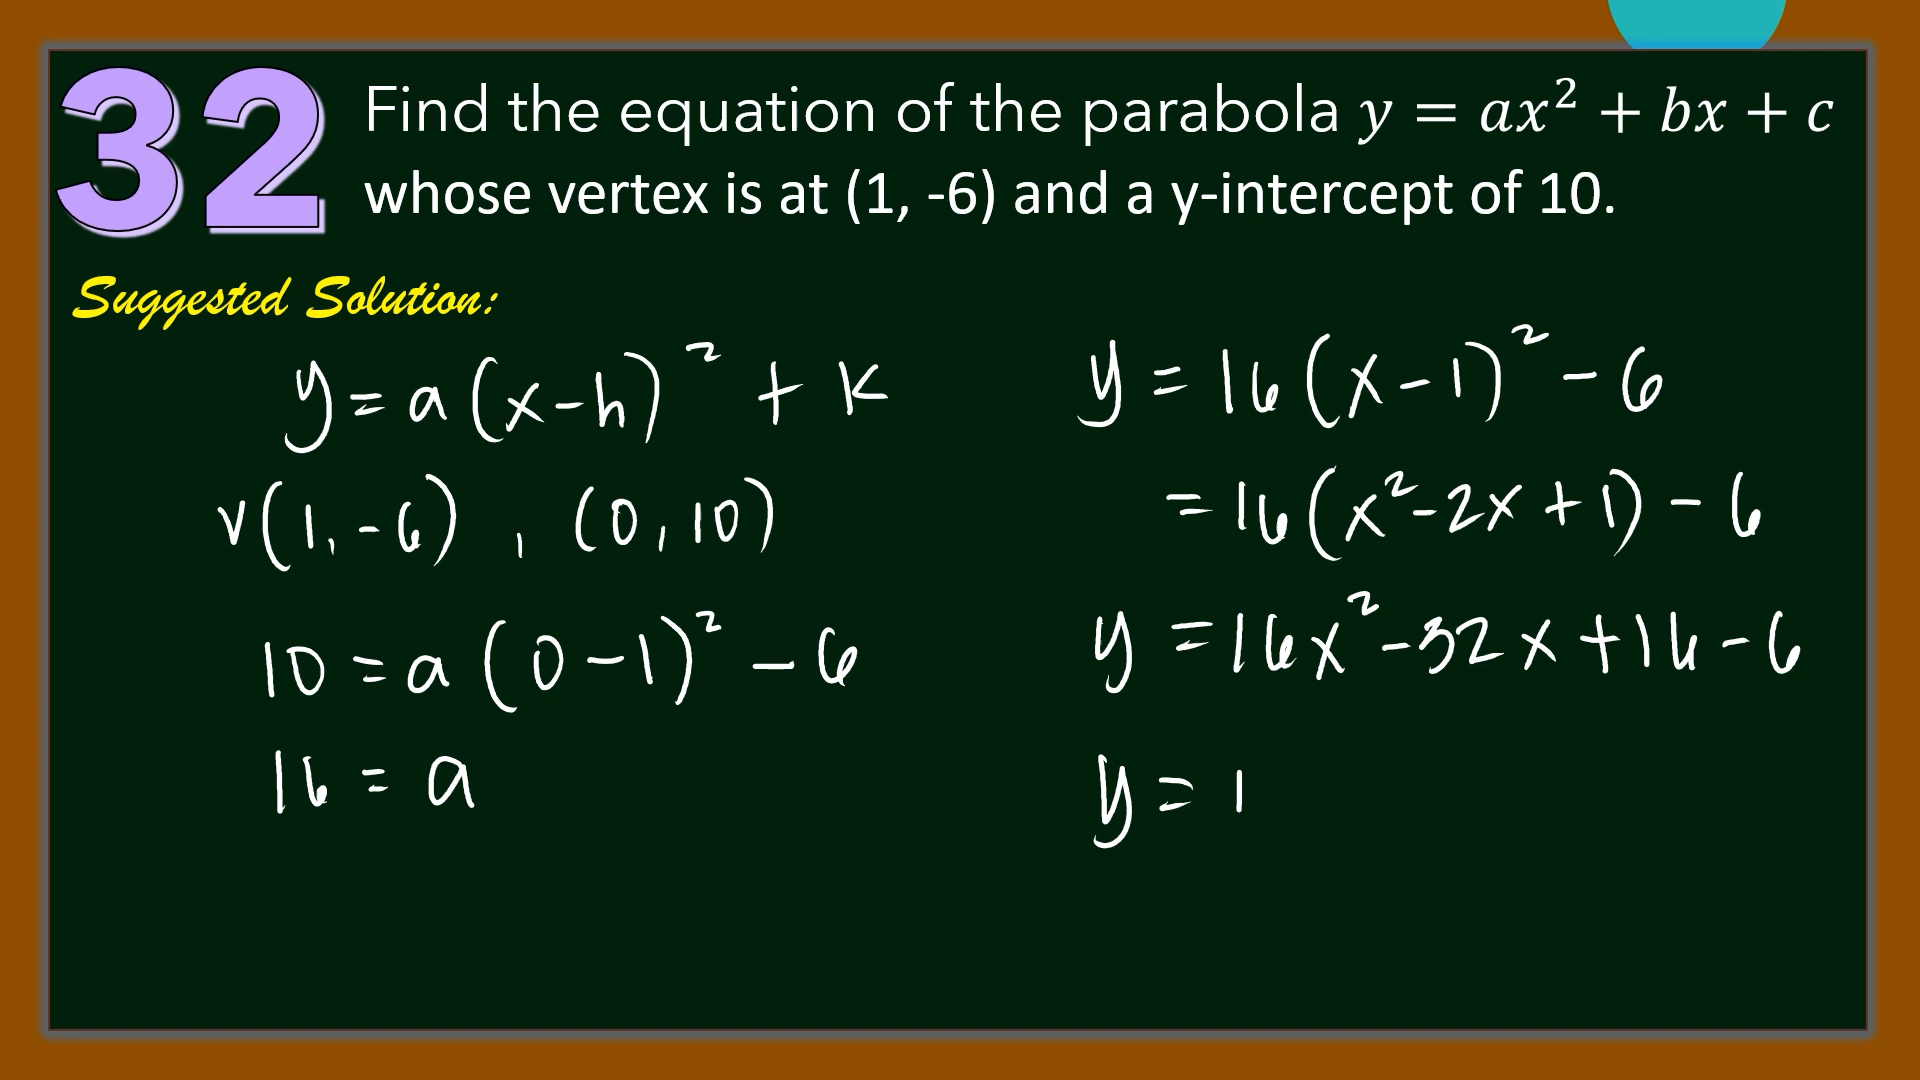 32
Find the equation of the parabola y = ax² + bx + c
whose vertex is at (1, -6) and a y-intercept of 10.
Suggested Solution:
y = a(x-h)² + k
V(1, -6) , (0, 10)
10 = a(0-1)² - 6
16 = a
y = 16(x-1)² - 6
= 16(x²-2x+1) - 6
y = 16x²-32x+16-6
y = 1